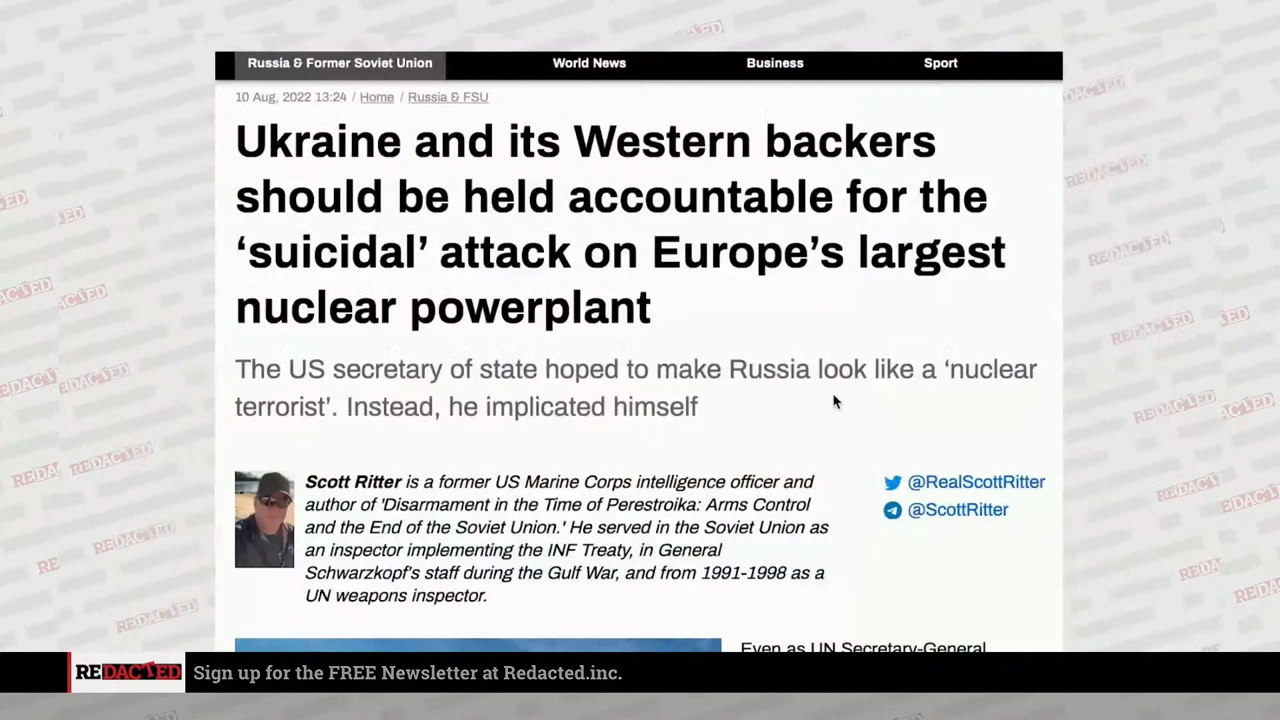 Russia & Former Soviet Union World News Business Sport
10 Aug, 2022 13:24 / Home / Russia & FSU
Ukraine and its Western backers
should be held accountable for the
‘suicidal’ attack on Europe’s largest
nuclear powerplant
The US secretary of state hoped to make Russia look like a ‘nuclear
terrorist’. Instead, he implicated himself
Scott Ritter is a former US Marine Corps intelligence officer and
author of 'Disarmament in the Time of Perestroika: Arms Control
and the End of the Soviet Union.' He served in the Soviet Union as
an inspector implementing the INF Treaty, in General
Schwarzkopf's staff during the Gulf War, and from 1991-1998 as a
UN weapons inspector.
@RealScottRitter
@ScottRitter
Even as UN Secretary-General
REDACTED Sign up for the FREE Newsletter at Redacted.inc.